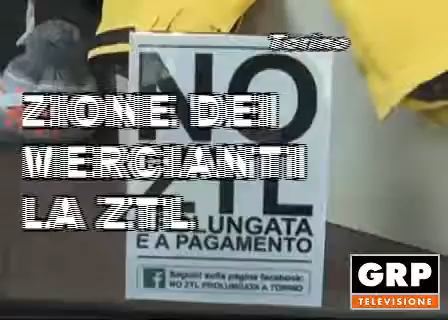 Torino
NO
ZTL
ZIONE DEI
MERCIANTI
LA ZTL
LUNGATA
E A PAGAMENTO
Seguici sulla pagina facebook:
NO ZTL PROLUNGATA A TORINO
GRP
TELEVISIONE